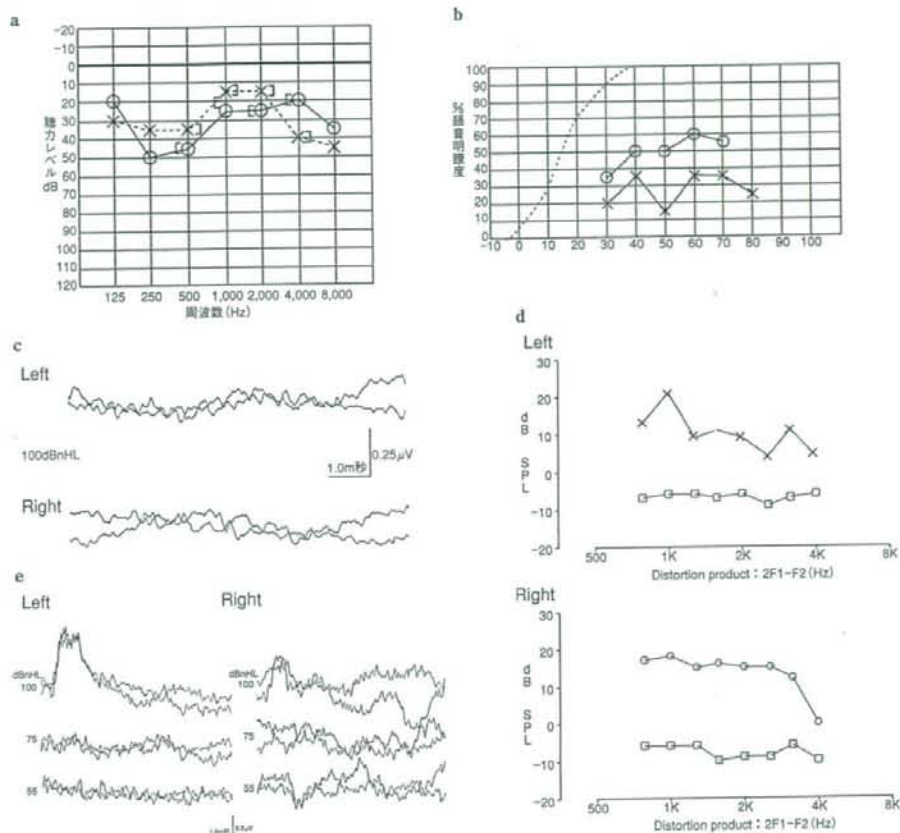 a
-20
-10
0
10
20
30
40
50
60
70
80
90
100
110
120
聴力レベル dB
125 250 500 1,000 2,000 4,000 8,000
周波数(Hz)
b
100
90
80
70
60
50
40
30
20
10
0
%語音明瞭度
-10 0 10 20 30 40 50 60 70 80 90 100
c
Left
100dBnHL
1.0m秒
0.25μV
Right
d
Left
30
20
10
0
-10
-20
dB SPL
500 1K 2K 4K 8K
Distortion product：2F1-F2(Hz)
Right
30
20
10
0
-10
-20
dB SPL
500 1K 2K 4K 8K
Distortion product：2F1-F2(Hz)
e
Left
dBnHL
100
75
55
Right
dBnHL
100
75
55